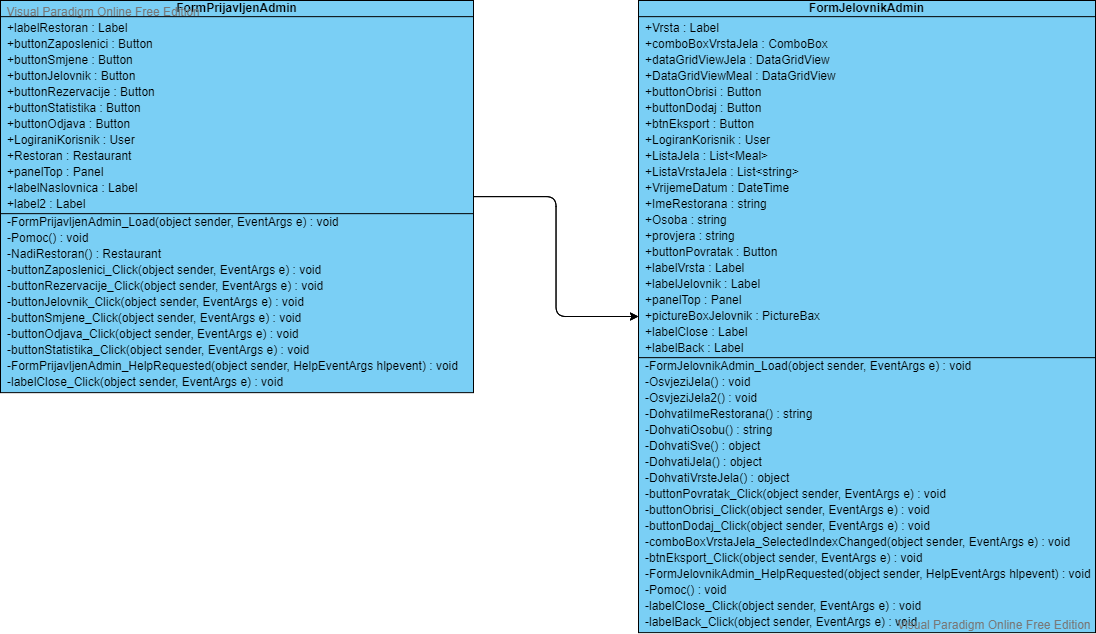 Visual Paradigm Online Free Edition
FormPrijavljenAdmin
+labelRestoran : Label
+buttonZaposlenici : Button
+buttonSmjene : Button
+buttonJelovnik : Button
+buttonRezervacije : Button
+buttonStatistika : Button
+buttonOdjava : Button
+LogiraniKorisnik : User
+Restoran : Restaurant
+panelTop : Panel
+labelNaslovnica : Label
+label2 : Label
-FormPrijavljenAdmin_Load(object sender, EventArgs e) : void
-Pomoc() : void
-NadiRestoran() : Restaurant
-buttonZaposlenici_Click(object sender, EventArgs e) : void
-buttonRezervacije_Click(object sender, EventArgs e) : void
-buttonJelovnik_Click(object sender, EventArgs e) : void
-buttonSmjene_Click(object sender, EventArgs e) : void
-buttonOdjava_Click(object sender, EventArgs e) : void
-buttonStatistika_Click(object sender, EventArgs e) : void
-FormPrijavljenAdmin_HelpRequested(object sender, HelpEventArgs hlpevent) : void
-labelClose_Click(object sender, EventArgs e) : void
FormJelovnikAdmin
+Vrsta : Label
+comboBoxVrstaJela : ComboBox
+dataGridViewJela : DataGridView
+DataGridViewMeal : DataGridView
+buttonObrisi : Button
+buttonDodaj : Button
+btnEksport : Button
+LogiranKorisnik : User
+ListaJela : List<Meal>
+ListaVrstaJela : List<string>
+VrijemeDatum : DateTime
+ImeRestorana : string
+Osoba : string
+provjera : string
+buttonPovratak : Button
+labelVrsta : Label
+labelJelovnik : Label
+panelTop : Panel
+pictureBoxJelovnik : PictureBax
+labelClose : Label
+labelBack : Label
-FormJelovnikAdmin_Load(object sender, EventArgs e) : void
-OsvjeziJela() : void
-OsvjeziJela2() : void
-DohvatiImeRestorana() : string
-DohvatiOsobu() : string
-DohvatiSve() : object
-DohvatiJela() : object
-DohvatiVrsteJela() : object
-buttonPovratak_Click(object sender, EventArgs e) : void
-buttonObrisi_Click(object sender, EventArgs e) : void
-buttonDodaj_Click(object sender, EventArgs e) : void
-comboBoxVrstaJela_SelectedIndexChanged(object sender, EventArgs e) : void
-btnEksport_Click(object sender, EventArgs e) : void
-FormJelovnikAdmin_HelpRequested(object sender, HelpEventArgs hlpevent) : void
-Pomoc() : void
-labelClose_Click(object sender, EventArgs e) : void
-labelBack_Click(object sender, EventArgs e) : void
Visual Paradigm Online Free Edition